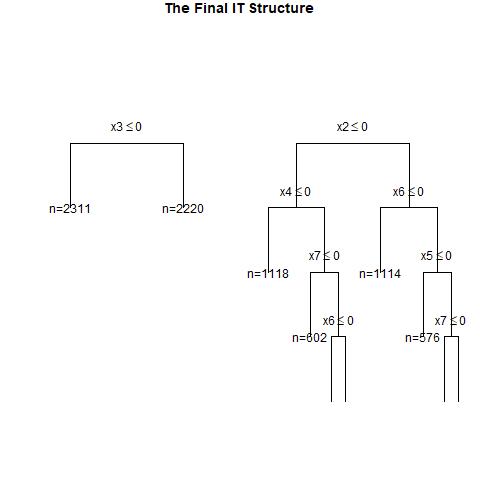 The Final IT Structure
x3 ≤ 0
x2 ≤ 0
n=2311
n=2220
x4 ≤ 0
x6 ≤ 0
n=1118
x7 ≤ 0
n=1114
x5 ≤ 0
n=602
x6 ≤ 0
n=576
x7 ≤ 0